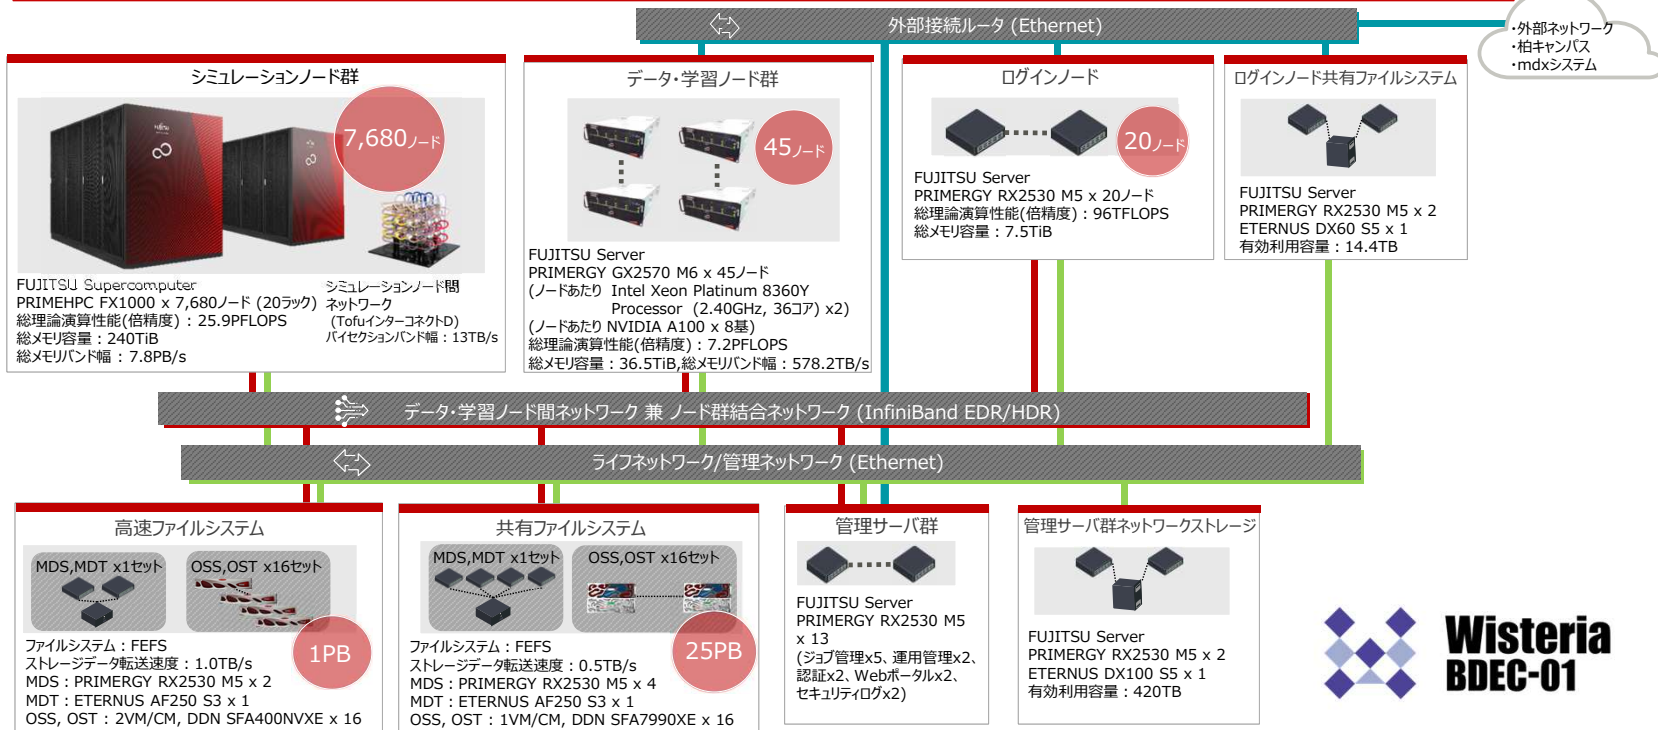 外部接続ルータ (Ethernet)
・外部ネットワーク
・柏キャンパス
・mdxシステム
シミュレーションノード群
7,680ノード
FUJITSU Supercomputer
PRIMEHPC FX1000 x 7,680ノード (20ラック)
総理論演算性能(倍精度) : 25.9PFLOPS
総メモリ容量 : 240TiB
総メモリバンド幅 : 7.8PB/s
シミュレーションノード間
ネットワーク
(TofuインターコネクトD)
バイセクションバンド幅 : 13TB/s
データ・学習ノード群
45ノード
FUJITSU Server
PRIMERGY GX2570 M6 x 45ノード
(ノードあたり Intel Xeon Platinum 8360Y
Processor (2.40GHz, 36コア) x2)
(ノードあたり NVIDIA A100 x 8基)
総理論演算性能(倍精度) : 7.2PFLOPS
総メモリ容量 : 36.5TiB,総メモリバンド幅 : 578.2TB/s
ログインノード
20ノード
FUJITSU Server
PRIMERGY RX2530 M5 x 20ノード
総理論演算性能(倍精度) : 96TFLOPS
総メモリ容量 : 7.5TiB
ログインノード共有ファイルシステム
FUJITSU Server
PRIMERGY RX2530 M5 x 2
ETERNUS DX60 S5 x 1
有効利用容量 : 14.4TB
データ・学習ノード間ネットワーク 兼 ノード群結合ネットワーク (InfiniBand EDR/HDR)
ライフネットワーク/管理ネットワーク (Ethernet)
高速ファイルシステム
MDS,MDT x1セット
OSS,OST x16セット
1PB
ファイルシステム : FEFS
ストレージデータ転送速度 : 1.0TB/s
MDS : PRIMERGY RX2530 M5 x 2
MDT : ETERNUS AF250 S3 x 1
OSS, OST : 2VM/CM, DDN SFA400NVXE x 16
共有ファイルシステム
MDS,MDT x1セット
OSS,OST x16セット
25PB
ファイルシステム : FEFS
ストレージデータ転送速度 : 0.5TB/s
MDS : PRIMERGY RX2530 M5 x 4
MDT : ETERNUS AF250 S3 x 1
OSS, OST : 1VM/CM, DDN SFA7990XE x 16
管理サーバ群
FUJITSU Server
PRIMERGY RX2530 M5
x 13
(ジョブ管理x5、運用管理x2、
認証x2、Webポータルx2、
セキュリティログx2)
管理サーバ群ネットワークストレージ
FUJITSU Server
PRIMERGY RX2530 M5 x 2
ETERNUS DX100 S5 x 1
有効利用容量 : 420TB
Wisteria
BDEC-01